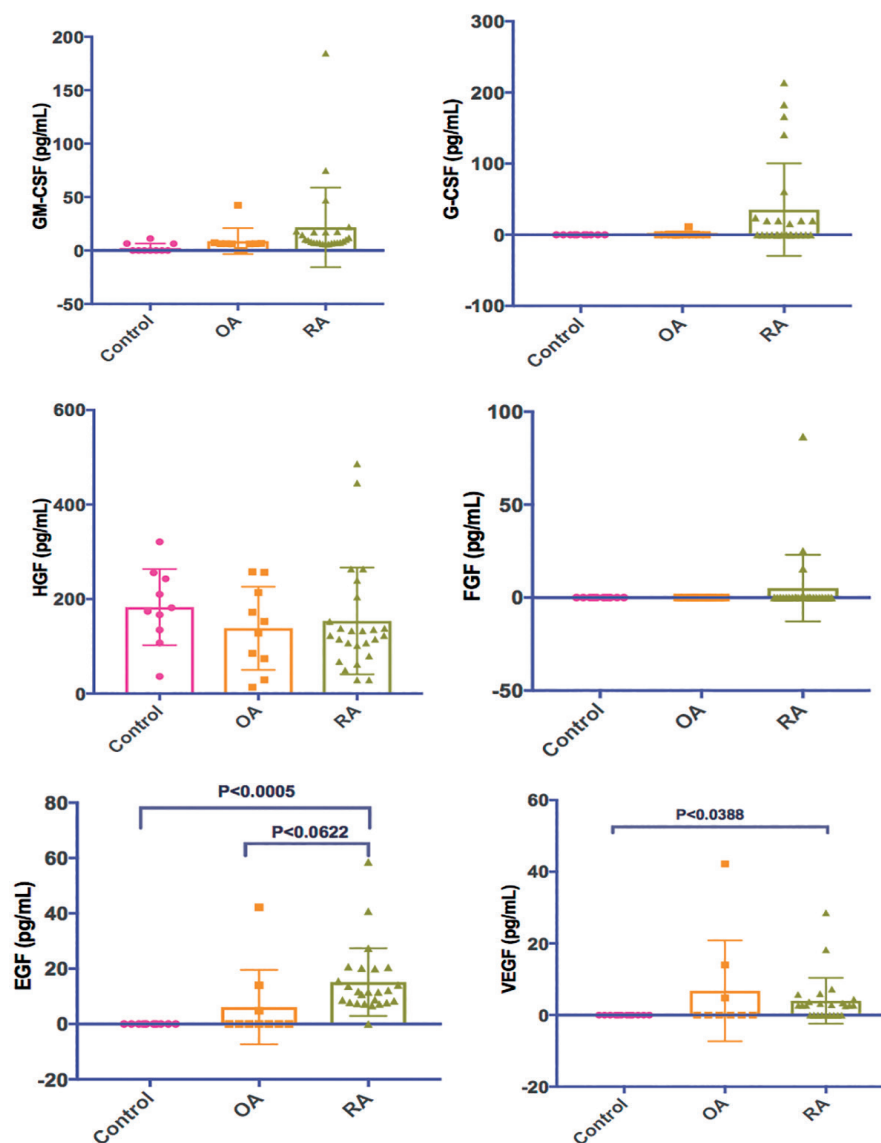 GM-CSF (pg/mL)
200
150
100
50
0
-50
Control
OA
RA
G-CSF (pg/mL)
300
200
100
0
-100
Control
OA
RA
HGF (pg/mL)
600
400
200
0
Control
OA
RA
FGF (pg/mL)
100
50
0
-50
Control
OA
RA
EGF (pg/mL)
80
60
40
20
0
-20
P<0.0005
P<0.0622
Control
OA
RA
VEGF (pg/mL)
60
40
20
0
-20
P<0.0388
Control
OA
RA